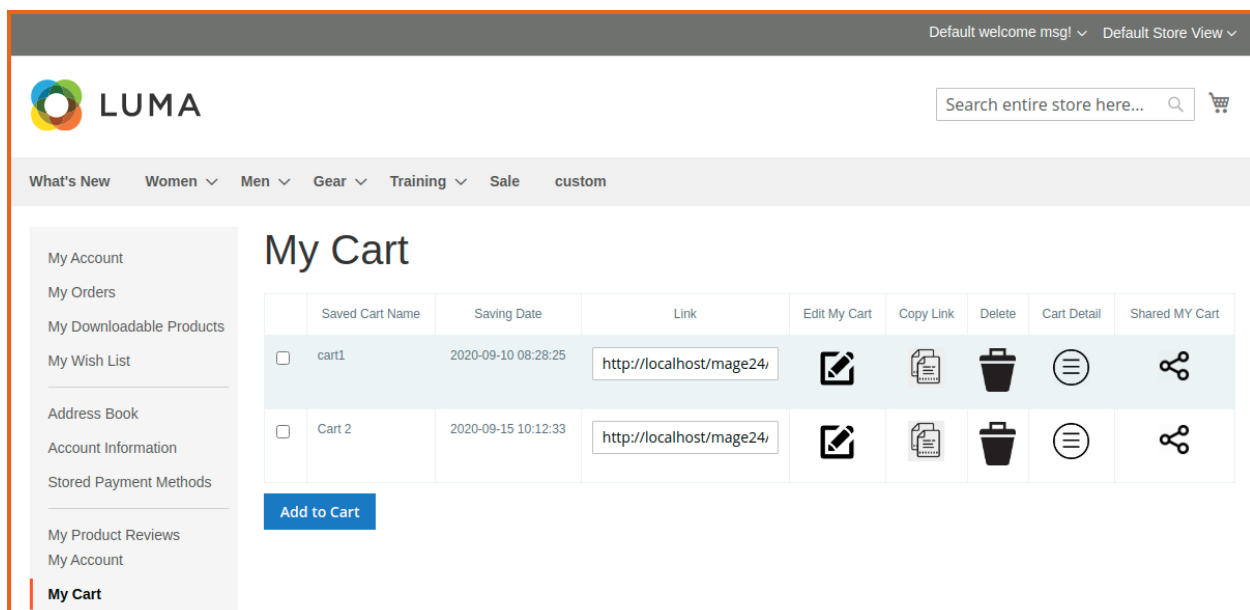 Default welcome msg! Default Store View
LUMA
Search entire store here...
What's New Women Men Gear Training Sale custom
My Account
My Orders
My Downloadable Products
My Wish List
Address Book
Account Information
Stored Payment Methods
My Product Reviews
My Account
My Cart
My Cart
Saved Cart Name Saving Date Link Edit My Cart Copy Link Delete Cart Detail Shared MY Cart
cart1 2020-09-10 08:28:25 http://localhost/mage24/
Cart 2 2020-09-15 10:12:33 http://localhost/mage24/
Add to Cart